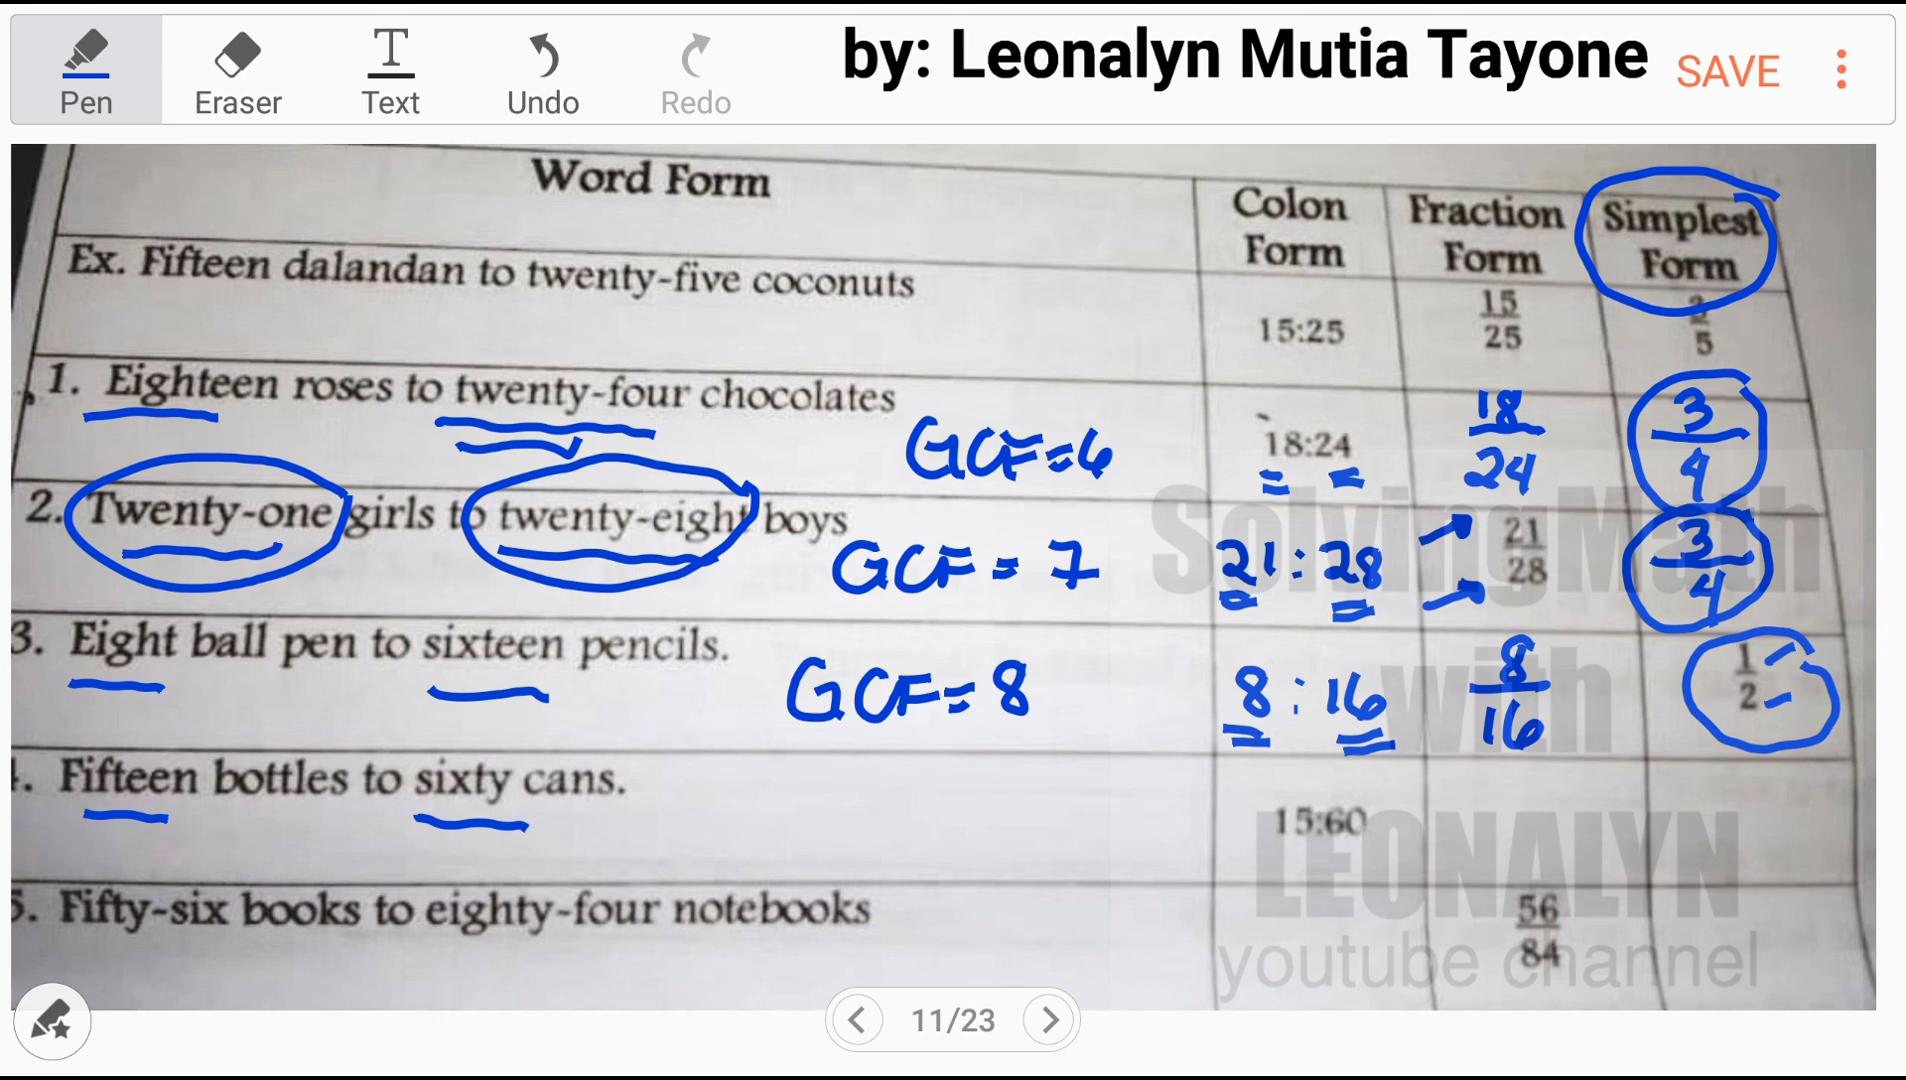 by: Leonalyn Mutia Tayone
SAVE
Pen
Eraser
Text
Undo
Redo
Word Form
Colon Form
Fraction Form
Simplest Form
Ex. Fifteen dalandan to twenty-five coconuts
15:25
15
25
3
5
1. Eighteen roses to twenty-four chocolates
GCF=6
18:24
18
24
3
4
2. Twenty-one girls to twenty-eight boys
GCF = 7
21:28
21
28
3
4
3. Eight ball pen to sixteen pencils.
GCF=8
8:16
8
16
1
2
. Fifteen bottles to sixty cans.
15:60
5. Fifty-six books to eighty-four notebooks
56
84
SolvingMath
with
LEONALYN
youtube channel
11/23